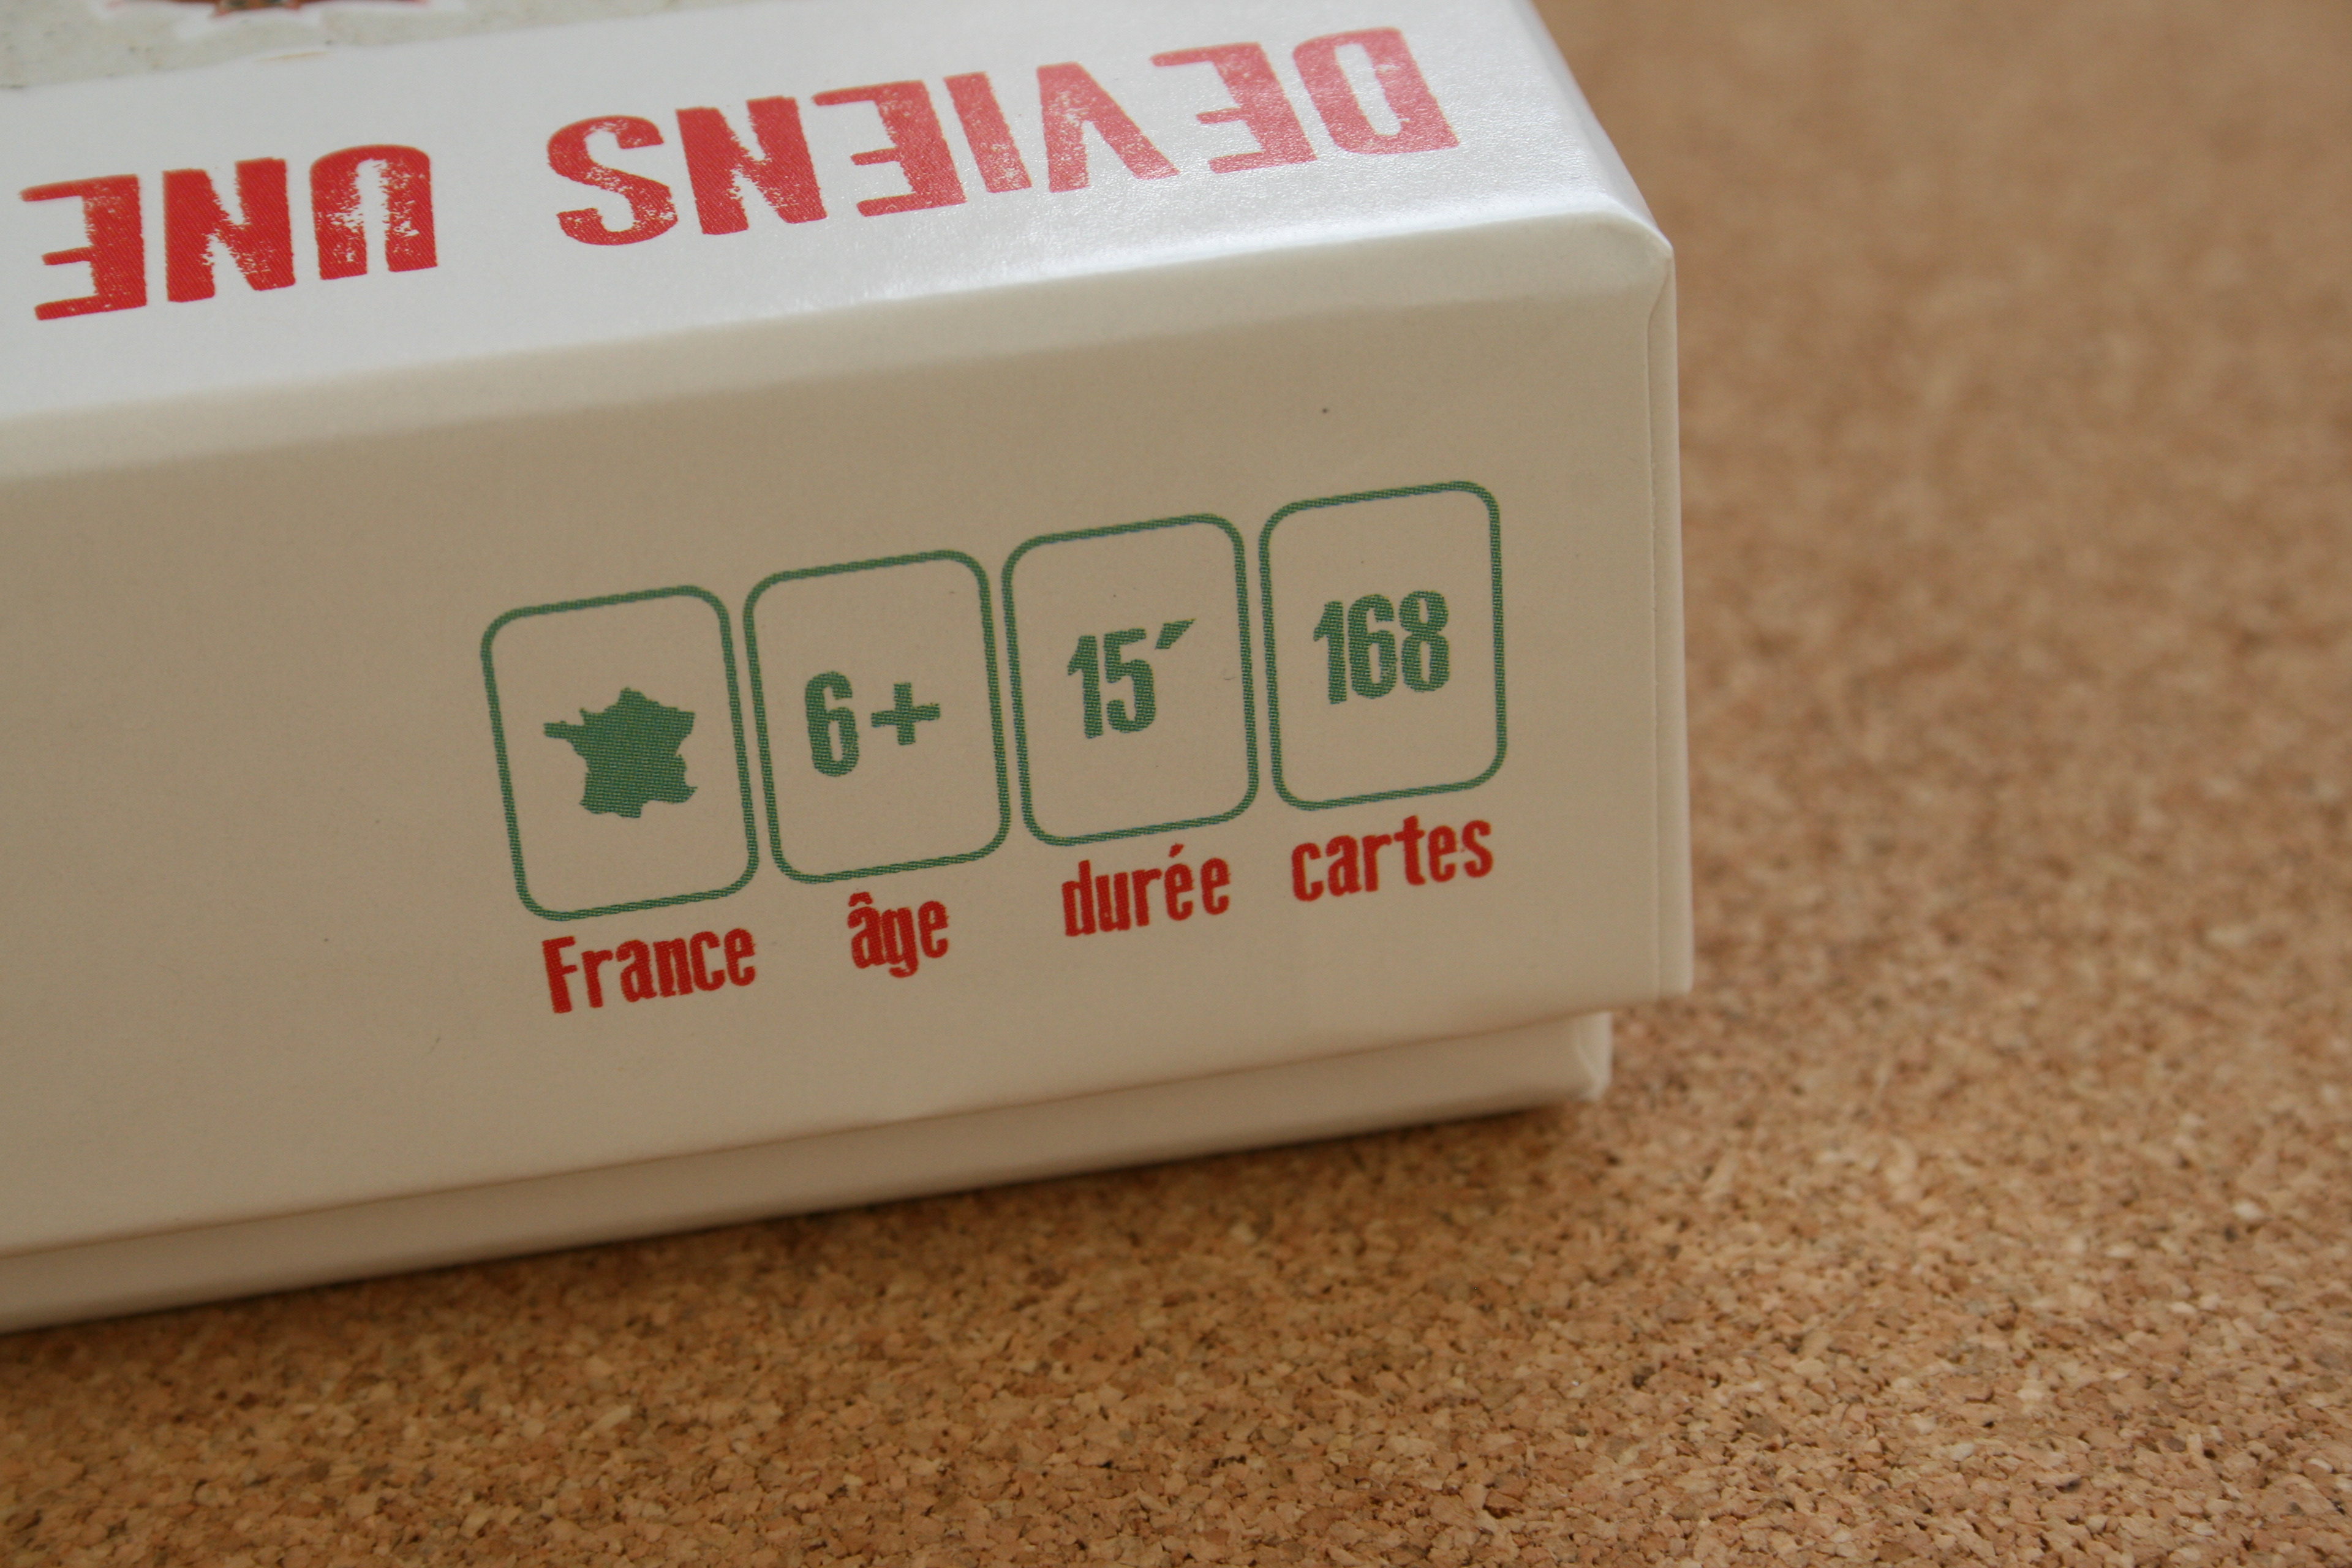 DEVIENS UNE
6+ 15´ 168
France âge durée cartes